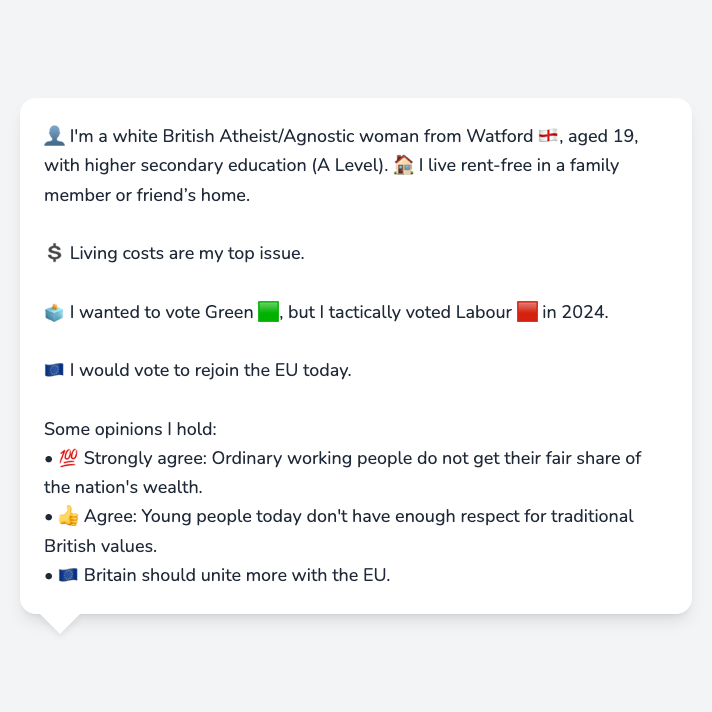 👤 I'm a white British Atheist/Agnostic woman from Watford 🏴󠁧󠁢󠁥󠁮󠁧󠁿, aged 19,
with higher secondary education (A Level). 🏠 I live rent-free in a family
member or friend’s home.
💲 Living costs are my top issue.
🗳️ I wanted to vote Green 🟩, but I tactically voted Labour 🟥 in 2024.
🇪🇺 I would vote to rejoin the EU today.
Some opinions I hold:
• 💯 Strongly agree: Ordinary working people do not get their fair share of
the nation's wealth.
• 👍 Agree: Young people today don't have enough respect for traditional
British values.
• 🇪🇺 Britain should unite more with the EU.